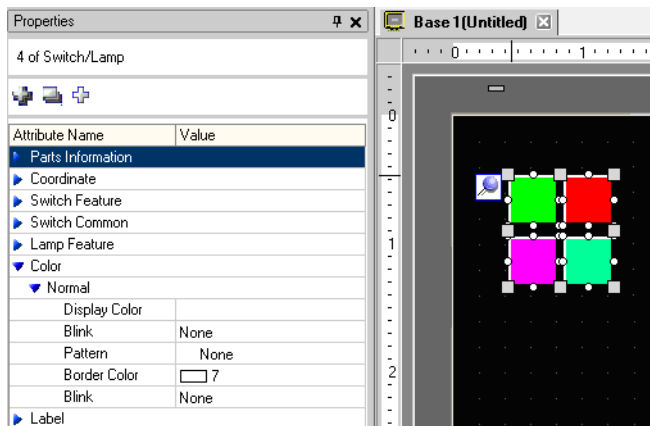 Properties
4 of Switch/Lamp
Attribute Name Value
Parts Information
Coordinate
Switch Feature
Switch Common
Lamp Feature
Color
Normal
Display Color
Blink None
Pattern None
Border Color 7
Blink None
Label
Base 1(Untitled)
0 1
0
1
2